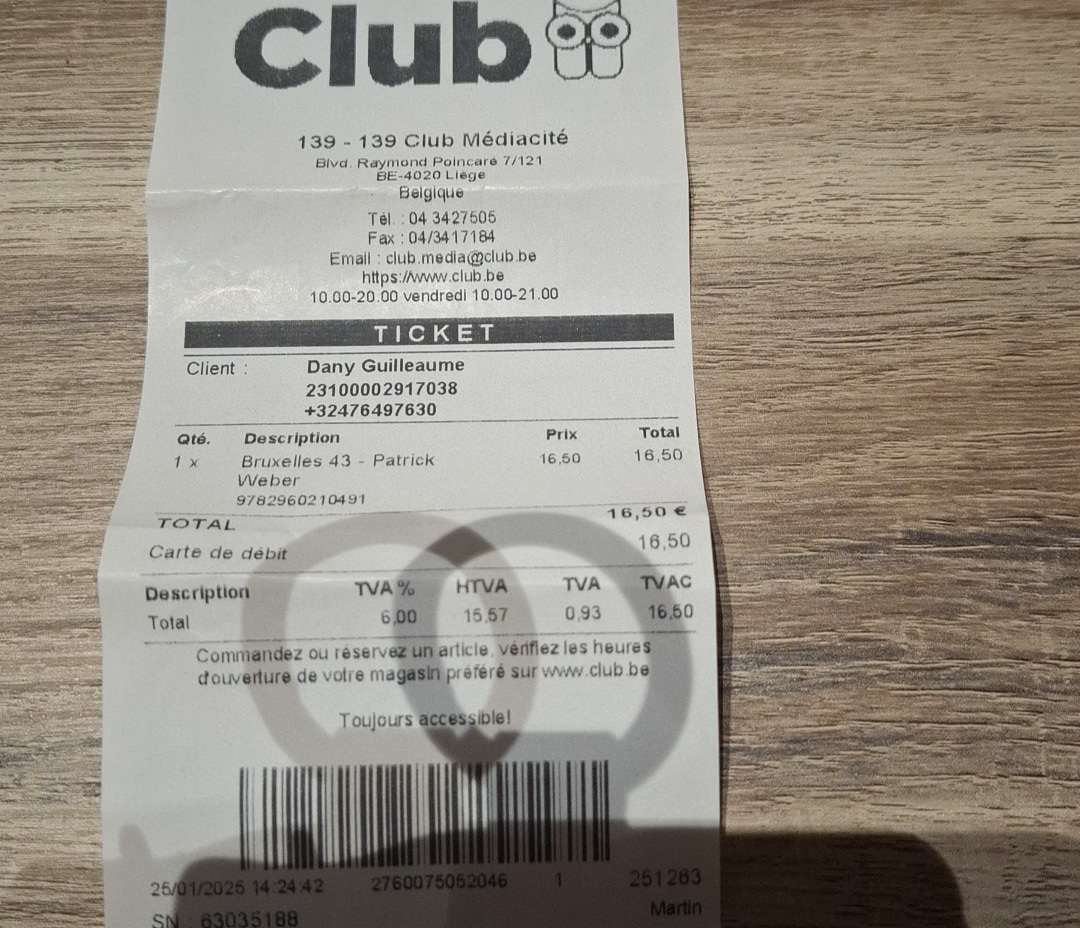 Club
139 - 139 Club Médiacité
Blvd. Raymond Poincaré 7/121
BE-4020 Liège
Belgique
Tél. : 04 3427505
Fax : 04/3417184
Email : club.media@club.be
https://www.club.be
10.00-20.00 vendredi 10.00-21.00
TICKET
Client : Dany Guilleaume
23100002917038
+32476497630
Qté. Description Prix Total
1 x Bruxelles 43 - Patrick 16,50 16,50
Weber
9782960210491
TOTAL 16,50 €
Carte de débit 16,50
Description TVA % HTVA TVA TVAC
Total 6,00 15,57 0,93 16,50
Commandez ou réservez un article, vérifiez les heures
d'ouverture de votre magasin préféré sur www.club.be
Toujours accessible!
25/01/2025 14:24:42 2760075052046 1 251263
SN : 63035188 Martin